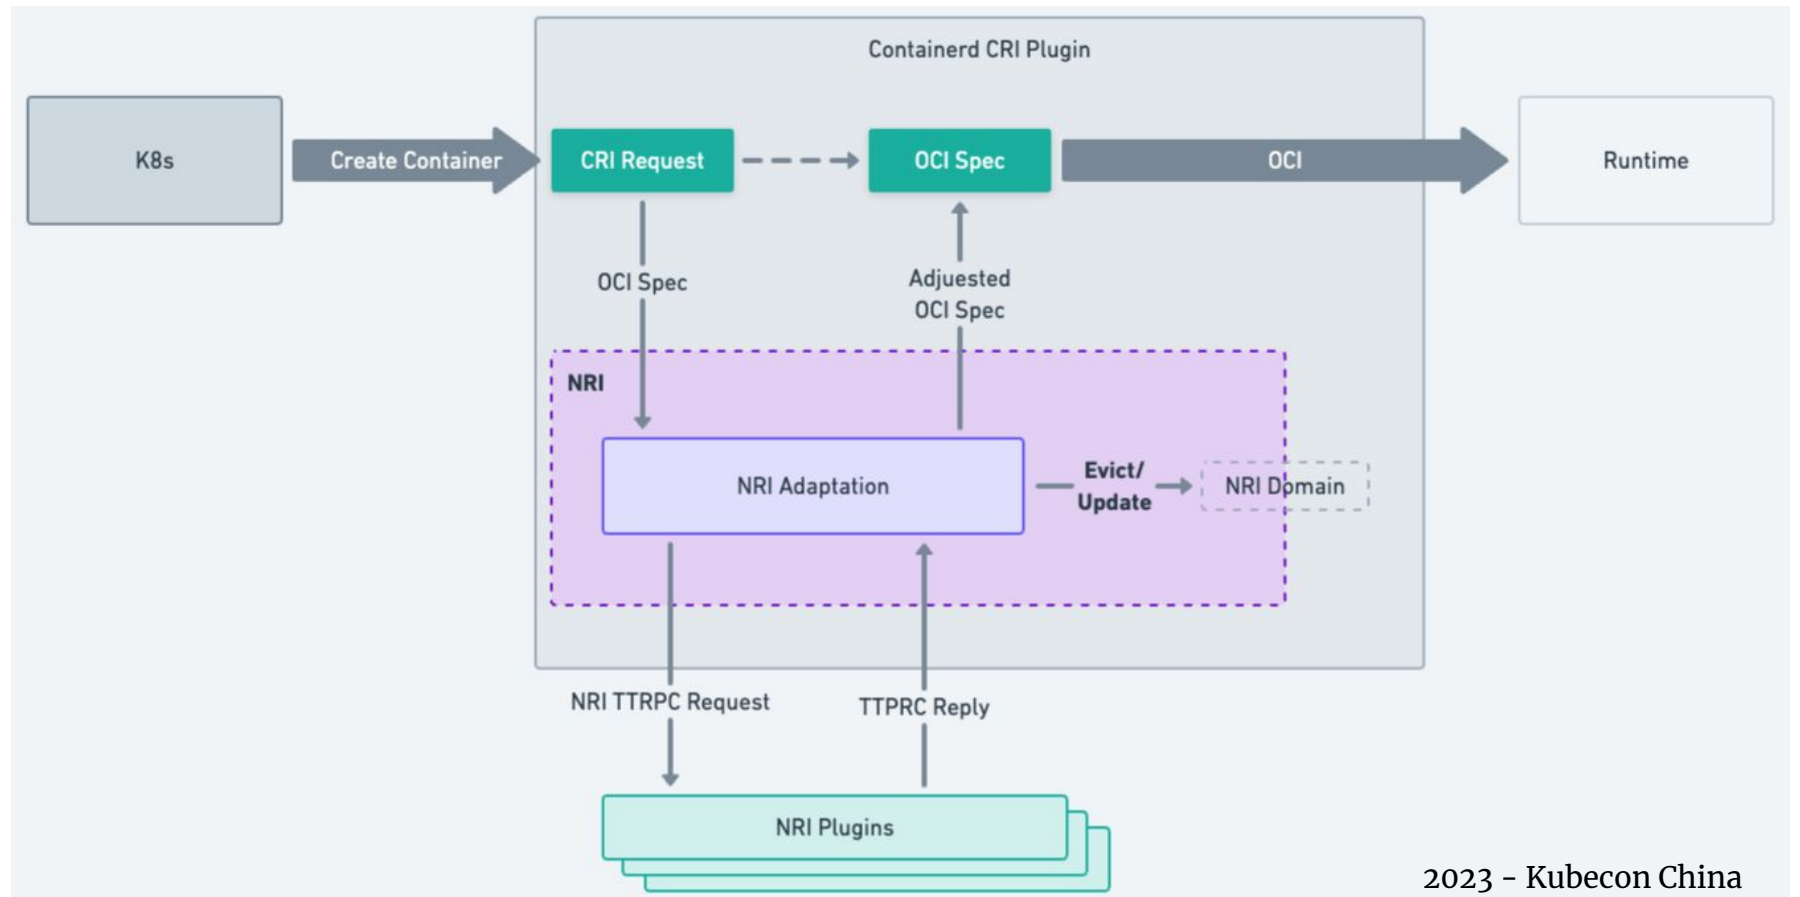 Containerd CRI Plugin
K8s
Create Container
CRI Request
OCI Spec
OCI
Runtime
OCI Spec
Adjuested
OCI Spec
NRI
NRI Adaptation
Evict/
Update
NRI Domain
NRI TTRPC Request
TTPRC Reply
NRI Plugins
2023 - Kubecon China